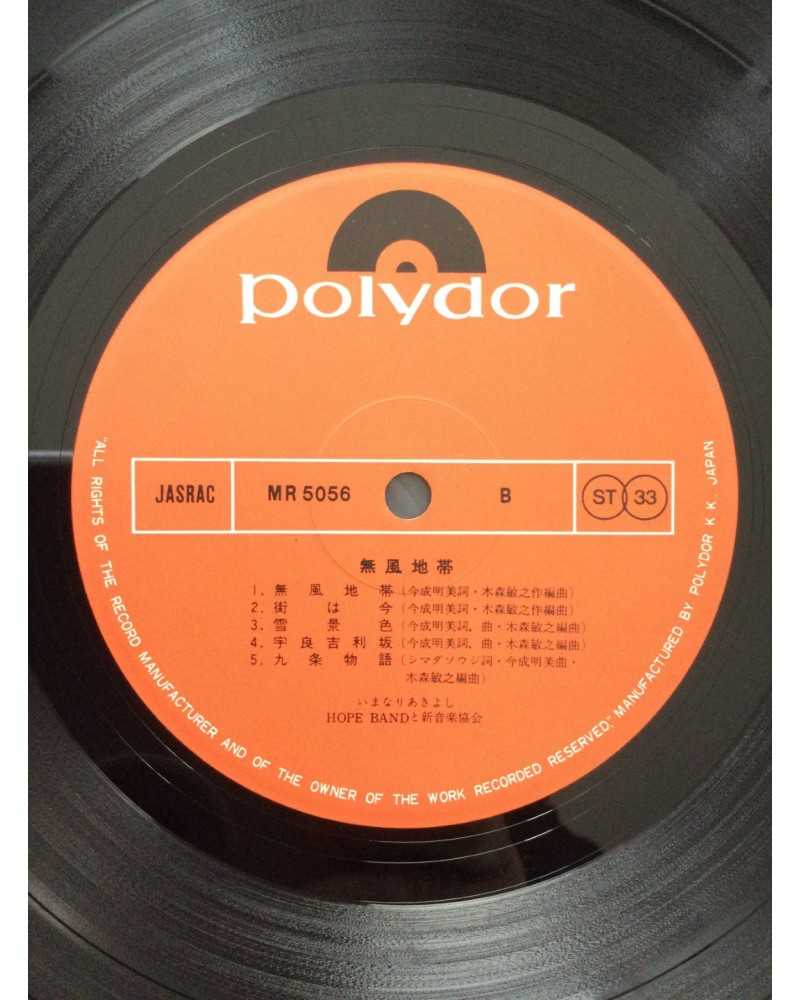 polydor
JASRAC MR 5056 B ST 33
無風地帯
1. 無風地帯 (今成明美詞・木森敏之作編曲)
2. 街は今 (今成明美詞・木森敏之作編曲)
3. 雪景色 (今成明美詞、曲・木森敏之編曲)
4. 宇良吉利坂 (今成明美詞、曲・木森敏之編曲)
5. 九条物語 (シマダソウジ詞・今成明美曲・
木森敏之編曲)
いまなりあきよし
HOPE BANDと新音楽協会
"ALL RIGHTS OF THE RECORD MANUFACTURER AND OF THE OWNER OF THE WORK RECORDED RESERVED." MANUFACTURED BY POLYDOR K.K. JAPAN